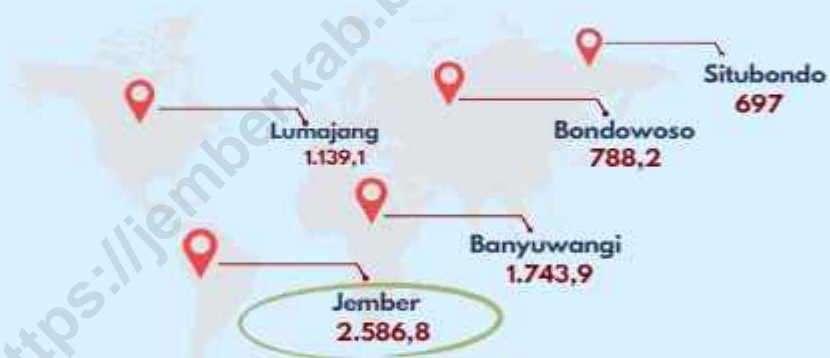 Situbondo
697
Lumajang
1.139,1
Bondowoso
788,2
Banyuwangi
1.743,9
Jember
2.586,8
https://jemberkab.b